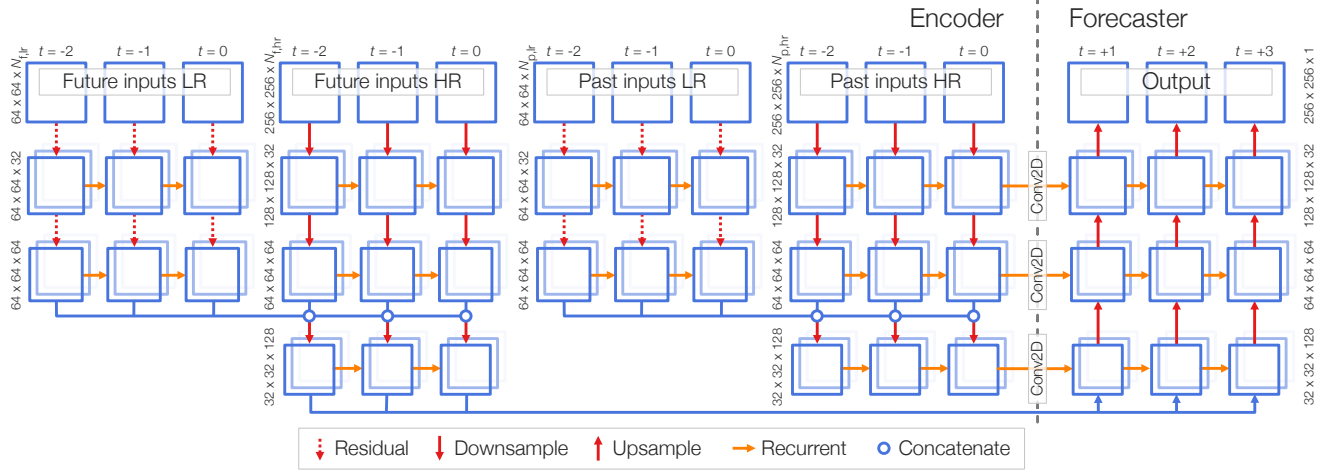 Encoder
Forecaster
t = -2
t = -1
t = 0
t = -2
t = -1
t = 0
t = -2
t = -1
t = 0
t = -2
t = -1
t = 0
t = +1
t = +2
t = +3
64 x 64 x N_f,lr
Future inputs LR
256 x 256 x N_f,hr
Future inputs HR
64 x 64 x N_p,lr
Past inputs LR
256 x 256 x N_p,hr
Past inputs HR
Output
256 x 256 x 1
64 x 64 x 32
128 x 128 x 32
64 x 64 x 32
128 x 128 x 32
Conv2D
128 x 128 x 32
64 x 64 x 64
64 x 64 x 64
64 x 64 x 64
64 x 64 x 64
Conv2D
64 x 64 x 64
32 x 32 x 128
32 x 32 x 128
Conv2D
32 x 32 x 128
Residual
Downsample
Upsample
Recurrent
Concatenate